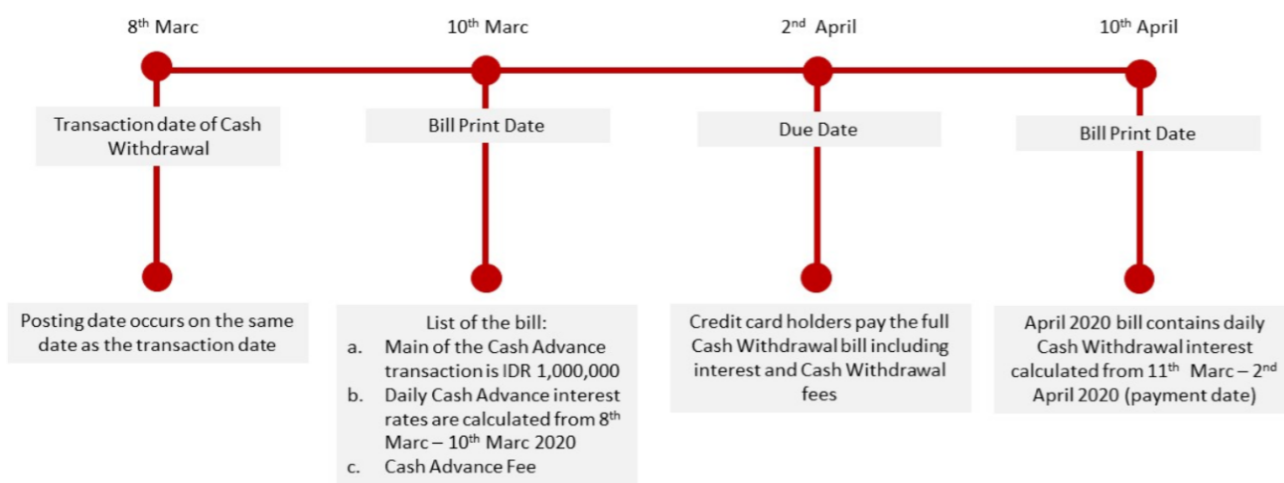 8th Marc
10th Marc
2nd April
10th April
Transaction date of Cash
Withdrawal
Bill Print Date
Due Date
Bill Print Date
Posting date occurs on the same
date as the transaction date
List of the bill:
a. Main of the Cash Advance
transaction is IDR 1,000,000
b. Daily Cash Advance interest
rates are calculated from 8th
Marc – 10th Marc 2020
c. Cash Advance Fee
Credit card holders pay the full
Cash Withdrawal bill including
interest and Cash Withdrawal
fees
April 2020 bill contains daily
Cash Withdrawal interest
calculated from 11th Marc – 2nd
April 2020 (payment date)